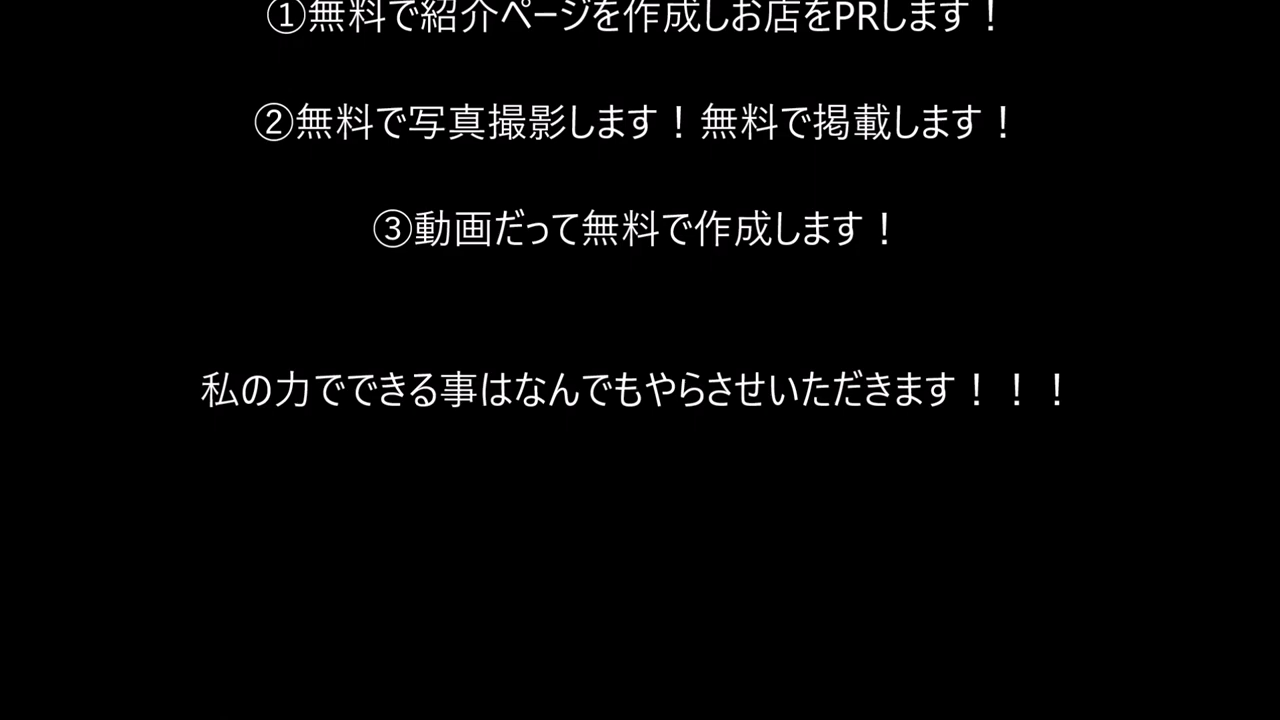 ①無料で紹介ページを作成しお店をPRします！
②無料で写真撮影します！無料で掲載します！
③動画だって無料で作成します！
私の力でできる事はなんでもやらさせいただきます！！！